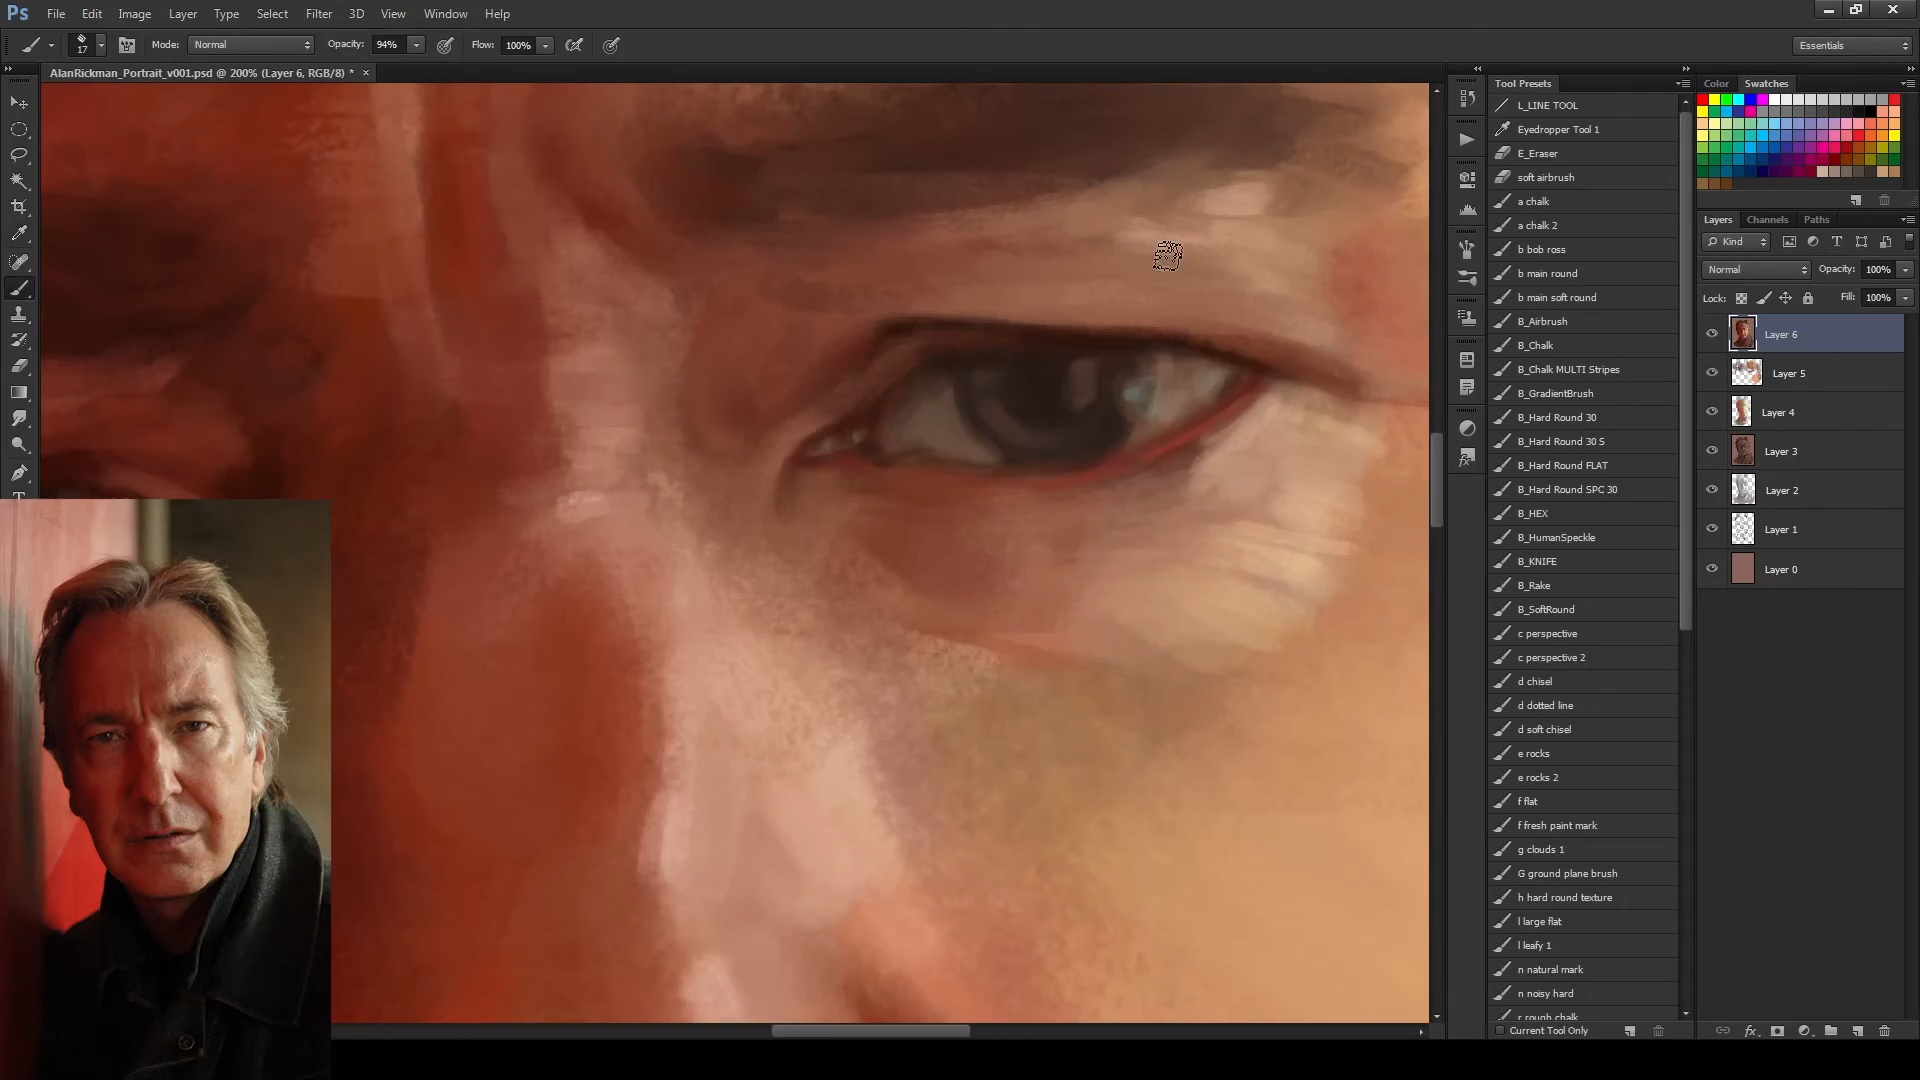 Ps File Edit Image Layer Type Select Filter 3D View Window Help
17 Mode: Normal Opacity: 94% Flow: 100% Essentials
AlanRickman_Portrait_v001.psd @ 200% (Layer 6, RGB/8) * ×
Tool Presets
L_LINE TOOL
Eyedropper Tool 1
E_Eraser
soft airbrush
a chalk
a chalk 2
b bob ross
b main round
b main soft round
B_Airbrush
B_Chalk
B_Chalk MULTI Stripes
B_GradientBrush
B_Hard Round 30
B_Hard Round 30 S
B_Hard Round FLAT
B_Hard Round SPC 30
B_HEX
B_HumanSpeckle
B_KNIFE
B_Rake
B_SoftRound
c perspective
c perspective 2
d chisel
d dotted line
d soft chisel
e rocks
e rocks 2
f flat
f fresh paint mark
g clouds 1
G ground plane brush
h hard round texture
l large flat
l leafy 1
n natural mark
n noisy hard
r rough chalk
Current Tool Only
Color Swatches
Layers Channels Paths
Kind
Normal Opacity: 100%
Lock: Fill: 100%
Layer 6
Layer 5
Layer 4
Layer 3
Layer 2
Layer 1
Layer 0